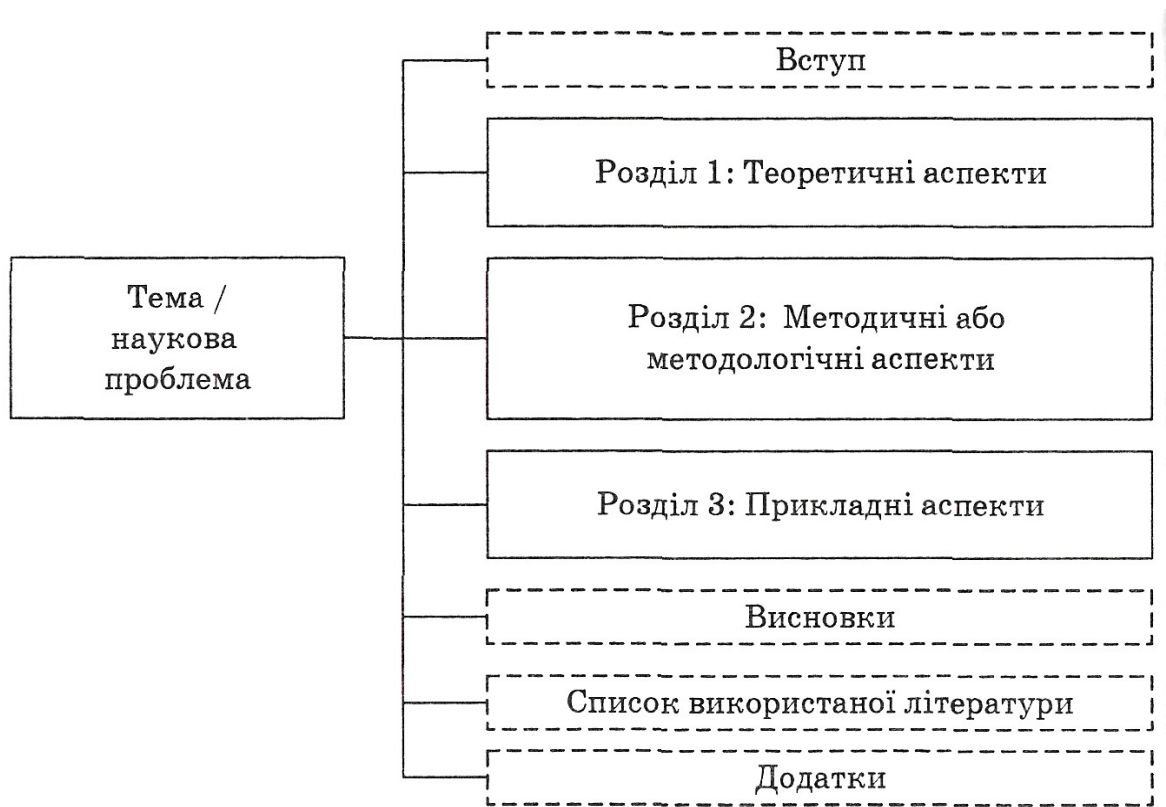 Вступ
Розділ 1: Теоретичні аспекти
Тема /
наукова
проблема
Розділ 2: Методичні або
методологічні аспекти
Розділ 3: Прикладні аспекти
Висновки
Список використаної літератури
Додатки